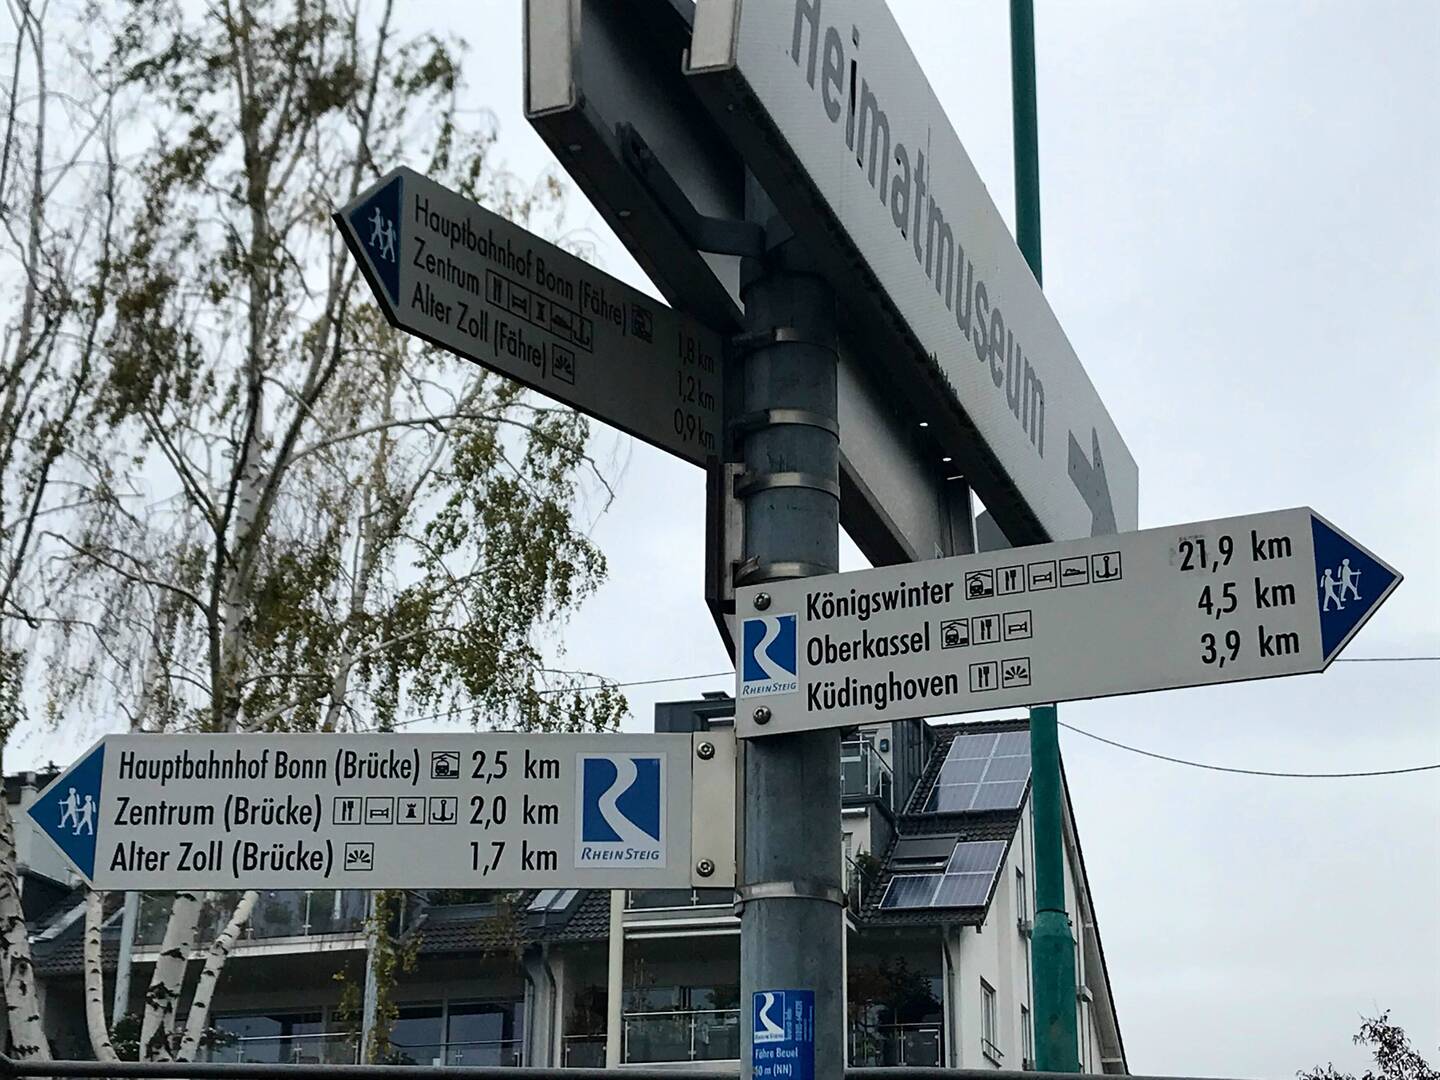 Heimatmuseum
Hauptbahnhof Bonn (Fähre) 1,8 km
Zentrum 1,2 km
Alter Zoll (Fähre) 0,9 km
Königswinter 21,9 km
Oberkassel 4,5 km
Küdinghoven 3,9 km
RHEINSTEIG
Hauptbahnhof Bonn (Brücke) 2,5 km
Zentrum (Brücke) 2,0 km
Alter Zoll (Brücke) 1,7 km
RHEINSTEIG
Fähre Beuel
(NN)